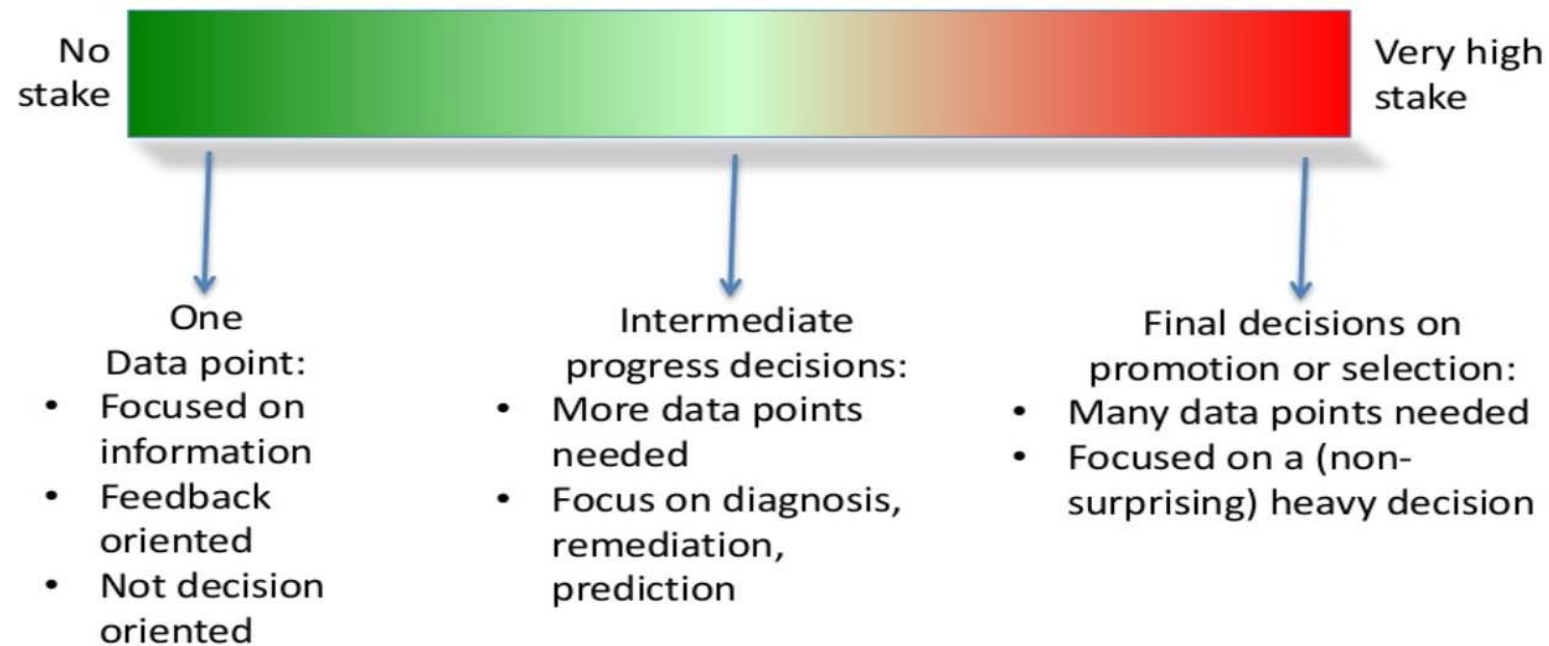 No
stake
Very high
stake
One
Data point:
• Focused on
information
• Feedback
oriented
• Not decision
oriented
Intermediate
progress decisions:
• More data points
needed
• Focus on diagnosis,
remediation,
prediction
Final decisions on
promotion or selection:
• Many data points needed
• Focused on a (non-
surprising) heavy decision